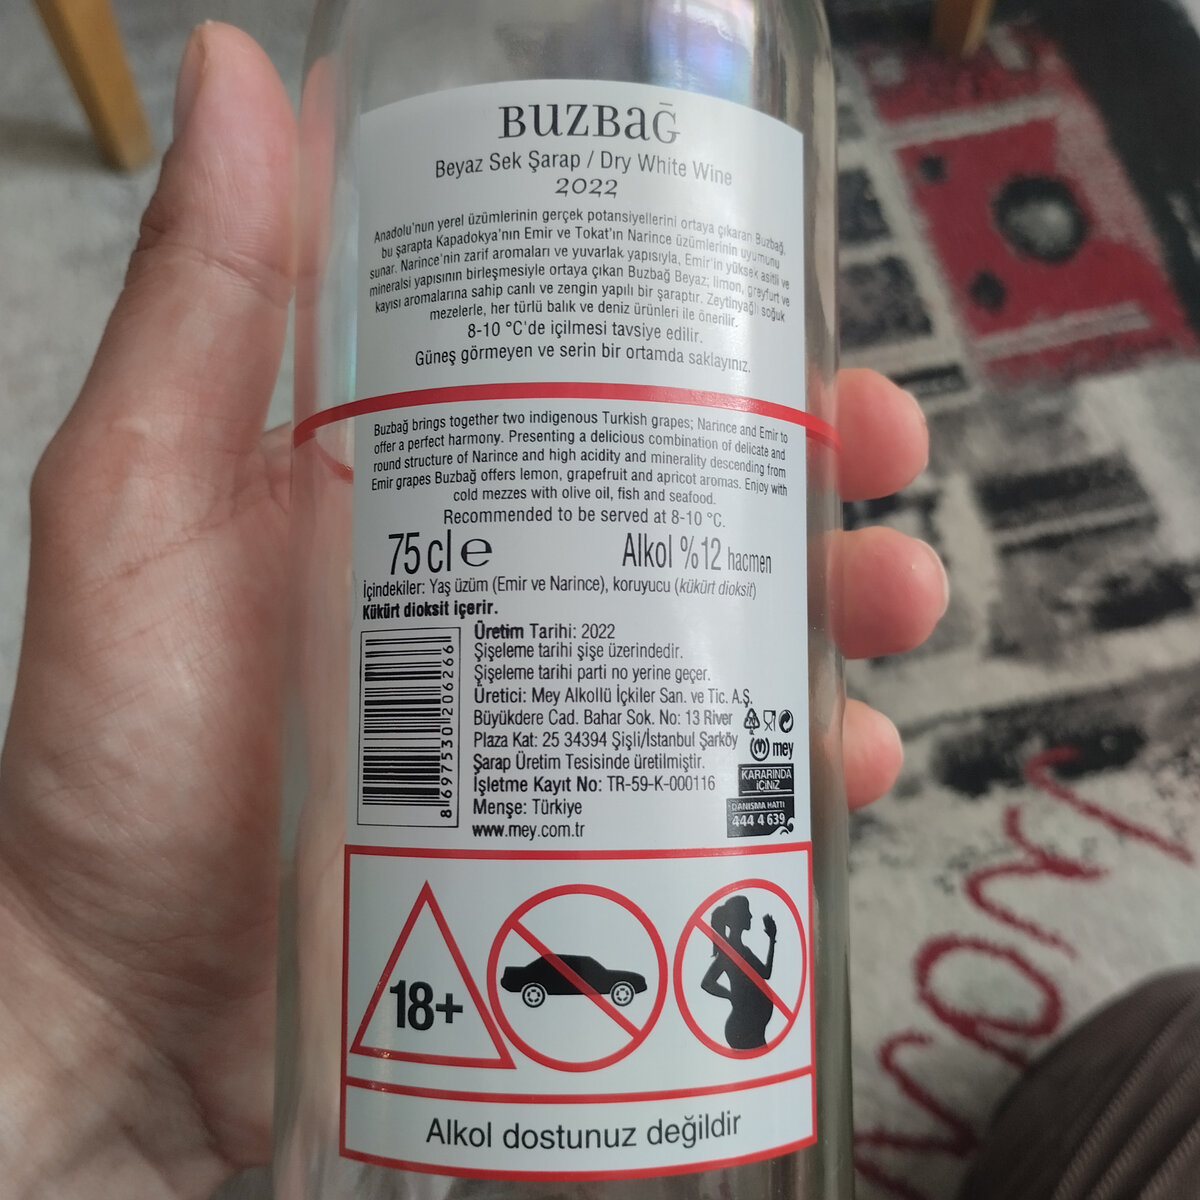 BUZBAĞ
Beyaz Sek Şarap / Dry White Wine
2022
Anadolu'nun yerel üzümlerinin gerçek potansiyellerini ortaya çıkaran Buzbağ,
bu şarapta Kapadokya'nın Emir ve Tokat'ın Narince üzümlerinin uyumunu
sunar. Narince'nin zarif aromaları ve yuvarlak yapısıyla, Emir'in yüksek asitli ve
mineralsi yapısının birleşmesiyle ortaya çıkan Buzbağ Beyaz; limon, greyfurt ve
kayısı aromalarına sahip canlı ve zengin yapılı bir şaraptır. Zeytinyağlı soğuk
mezelerle, her türlü balık ve deniz ürünleri ile önerilir.
8-10 °C'de içilmesi tavsiye edilir.
Güneş görmeyen ve serin bir ortamda saklayınız.
Buzbağ brings together two indigenous Turkish grapes; Narince and Emir to
offer a perfect harmony. Presenting a delicious combination of delicate and
round structure of Narince and high acidity and minerality descending from
Emir grapes Buzbağ offers lemon, grapefruit and apricot aromas. Enjoy with
cold mezzes with olive oil, fish and seafood.
Recommended to be served at 8-10 °C.
75 cl ℮ Alkol %12 hacmen
İçindekiler: Yaş üzüm (Emir ve Narince), koruyucu (kükürt dioksit)
Kükürt dioksit içerir.
8 697530 206266
Üretim Tarihi: 2022
Şişeleme tarihi şişe üzerindedir.
Şişeleme tarihi parti no yerine geçer.
Üretici: Mey Alkollü İçkiler San. ve Tic. A.Ş.
Büyükdere Cad. Bahar Sok. No: 13 River
Plaza Kat: 25 34394 Şişli/İstanbul Şarköy
Şarap Üretim Tesisinde üretilmiştir.
İşletme Kayıt No: TR-59-K-000116
Menşe: Türkiye
www.mey.com.tr
mey
KARARINDA
İÇİNİZ
DANIŞMA HATTI
444 4 639
18+
Alkol dostunuz değildir